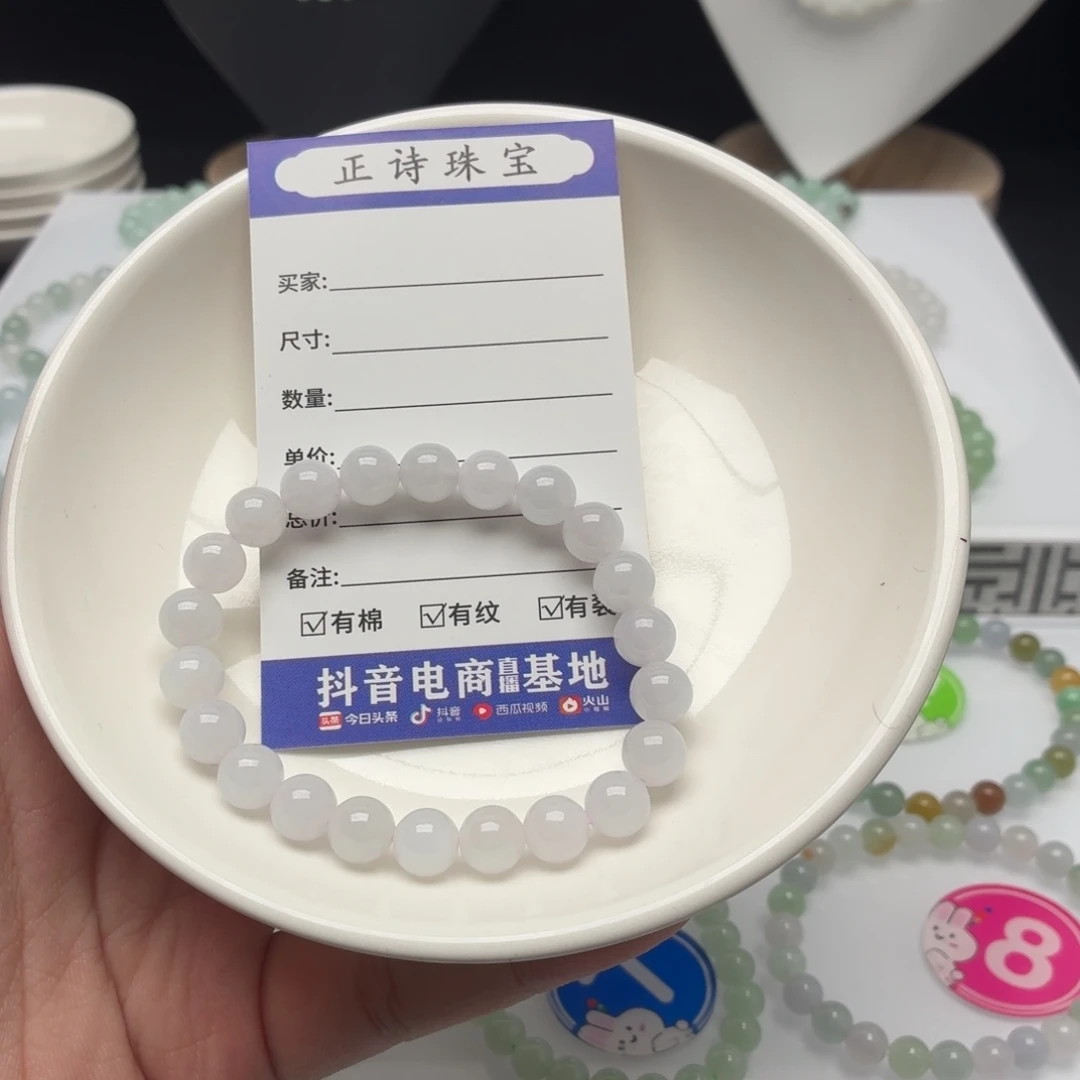 正诗珠宝
买家:
尺寸:
数量:
单价:
总价:
备注:
☑有棉 ☑有纹 ☑有裂
抖音电商直播基地
今日头条 抖音 西瓜视频 火山
8